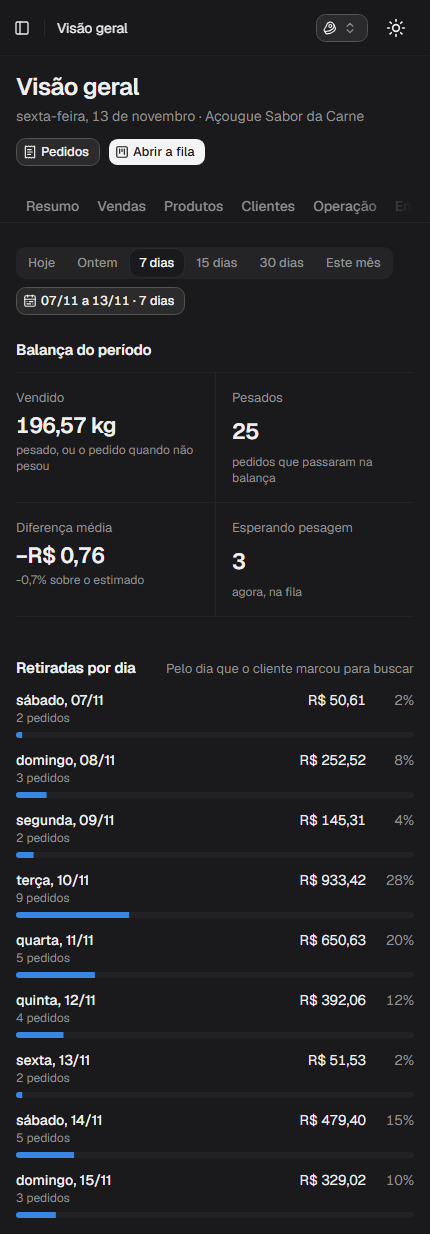 Visão geral
Visão geral
sexta-feira, 13 de novembro · Açougue Sabor da Carne
Pedidos
Abrir a fila
Resumo Vendas Produtos Clientes Operação En
Hoje Ontem 7 dias 15 dias 30 dias Este mês
07/11 a 13/11 · 7 dias
Balança do período
Vendido
196,57 kg
pesado, ou o pedido quando não
pesou
Pesados
25
pedidos que passaram na
balança
Diferença média
−R$ 0,76
-0,7% sobre o estimado
Esperando pesagem
3
agora, na fila
Retiradas por dia Pelo dia que o cliente marcou para buscar
sábado, 07/11 R$ 50,61 2%
2 pedidos
domingo, 08/11 R$ 252,52 8%
3 pedidos
segunda, 09/11 R$ 145,31 4%
2 pedidos
terça, 10/11 R$ 933,42 28%
9 pedidos
quarta, 11/11 R$ 650,63 20%
5 pedidos
quinta, 12/11 R$ 392,06 12%
4 pedidos
sexta, 13/11 R$ 51,53 2%
2 pedidos
sábado, 14/11 R$ 479,40 15%
5 pedidos
domingo, 15/11 R$ 329,02 10%
3 pedidos